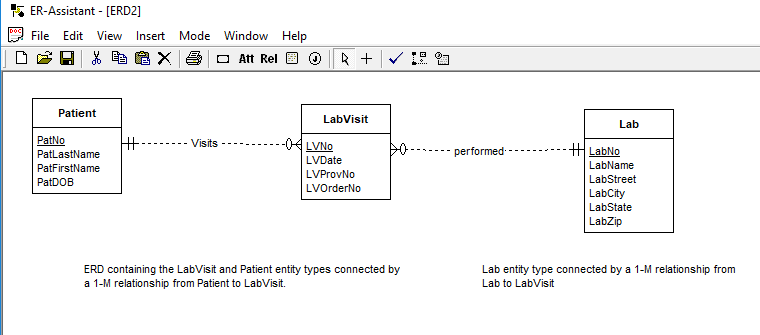 ER-Assistant - [ERD2]
File Edit View Insert Mode Window Help
DOC
Att Rel J
Patient
PatNo
PatLastName
PatFirstName
PatDOB
Visits
LabVisit
LVNo
LVDate
LVProvNo
LVOrderNo
performed
Lab
LabNo
LabName
LabStreet
LabCity
LabState
LabZip
ERD containing the LabVisit and Patient entity types connected by
a 1-M relationship from Patient to LabVisit.
Lab entity type connected by a 1-M relationship from
Lab to LabVisit